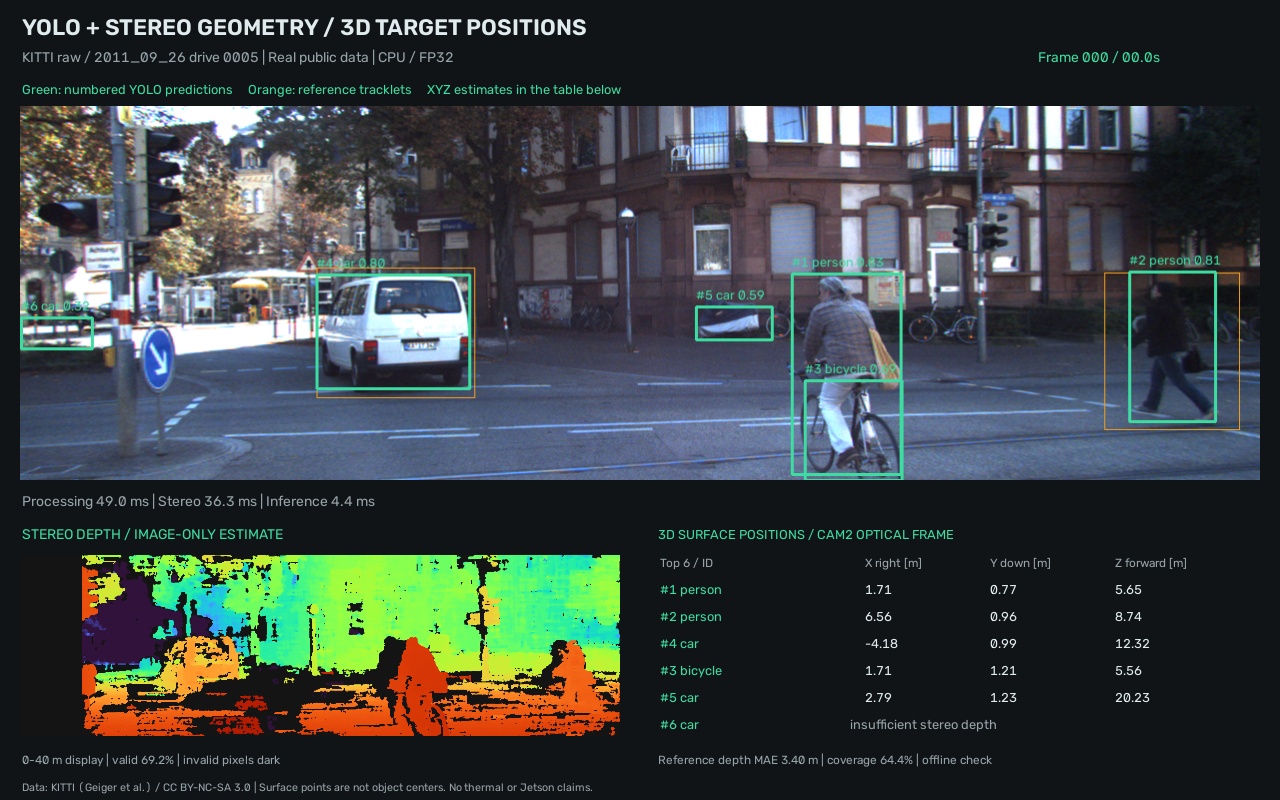 YOLO + STEREO GEOMETRY / 3D TARGET POSITIONS
KITTI raw / 2011_09_26 drive 0005 | Real public data | CPU / FP32
Frame 000 / 00.0s
Green: numbered YOLO predictions Orange: reference tracklets XYZ estimates in the table below
#4 car 0.80
#1 person 0.83
#2 person 0.81
#6 car 0.32
#5 car 0.59
#3 bicycle
Achtung!
Processing 49.0 ms | Stereo 36.3 ms | Inference 4.4 ms
STEREO DEPTH / IMAGE-ONLY ESTIMATE
3D SURFACE POSITIONS / CAM2 OPTICAL FRAME
Top 6 / ID X right [m] Y down [m] Z forward [m]
#1 person 1.71 0.77 5.65
#2 person 6.56 0.96 8.74
#4 car -4.18 0.99 12.32
#3 bicycle 1.71 1.21 5.56
#5 car 2.79 1.23 20.23
#6 car insufficient stereo depth
0-40 m display | valid 69.2% | invalid pixels dark
Reference depth MAE 3.40 m | coverage 64.4% | offline check
Data: KITTI (Geiger et al.) / CC BY-NC-SA 3.0 | Surface points are not object centers. No thermal or Jetson claims.